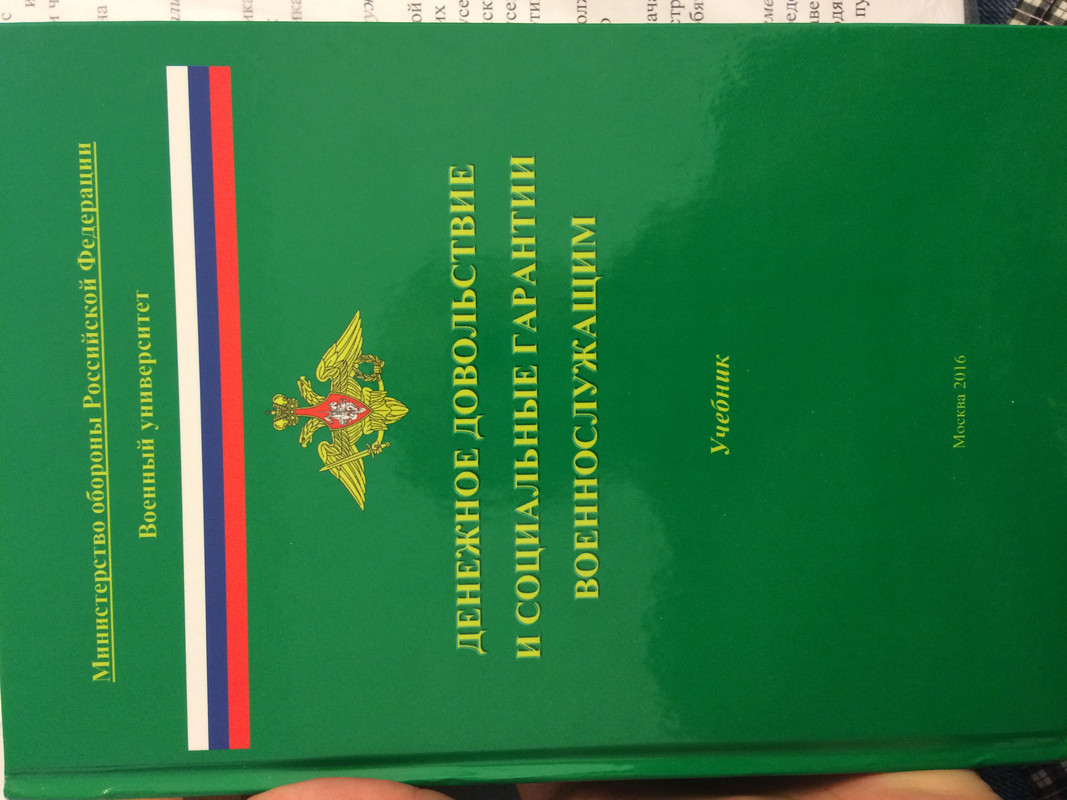 Министерство обороны Российской Федерации
Военный университет
ДЕНЕЖНОЕ ДОВОЛЬСТВИЕ
И СОЦИАЛЬНЫЕ ГАРАНТИИ
ВОЕННОСЛУЖАЩИМ
Учебник
Москва 2016